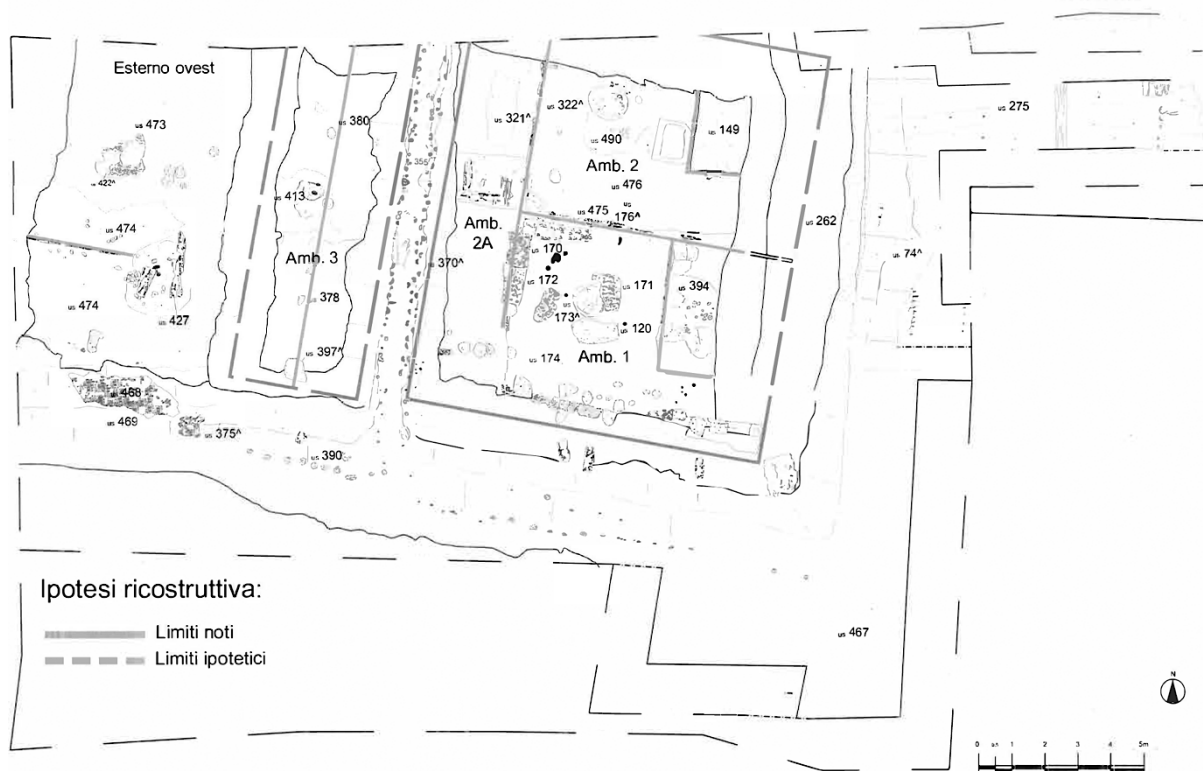 Esterno ovest
us 473
us 422^
us 474
us 474
us 427
us 468
us 469
us 375^
us 390
us 380
us 413
Amb. 3
us 378
us 397^
355
us 370^
us 321^
us 322^
us 490
us 149
Amb. 2
us 476
us
us 475
176^
Amb.
2A
us 170
us 172
us
173^
us 171
us 120
us 174
Amb. 1
us 394
us 262
us 74^
us 275
us 467
Ipotesi ricostruttiva:
Limiti noti
Limiti ipotetici
N
0 0.5 1 2 3 4 5m